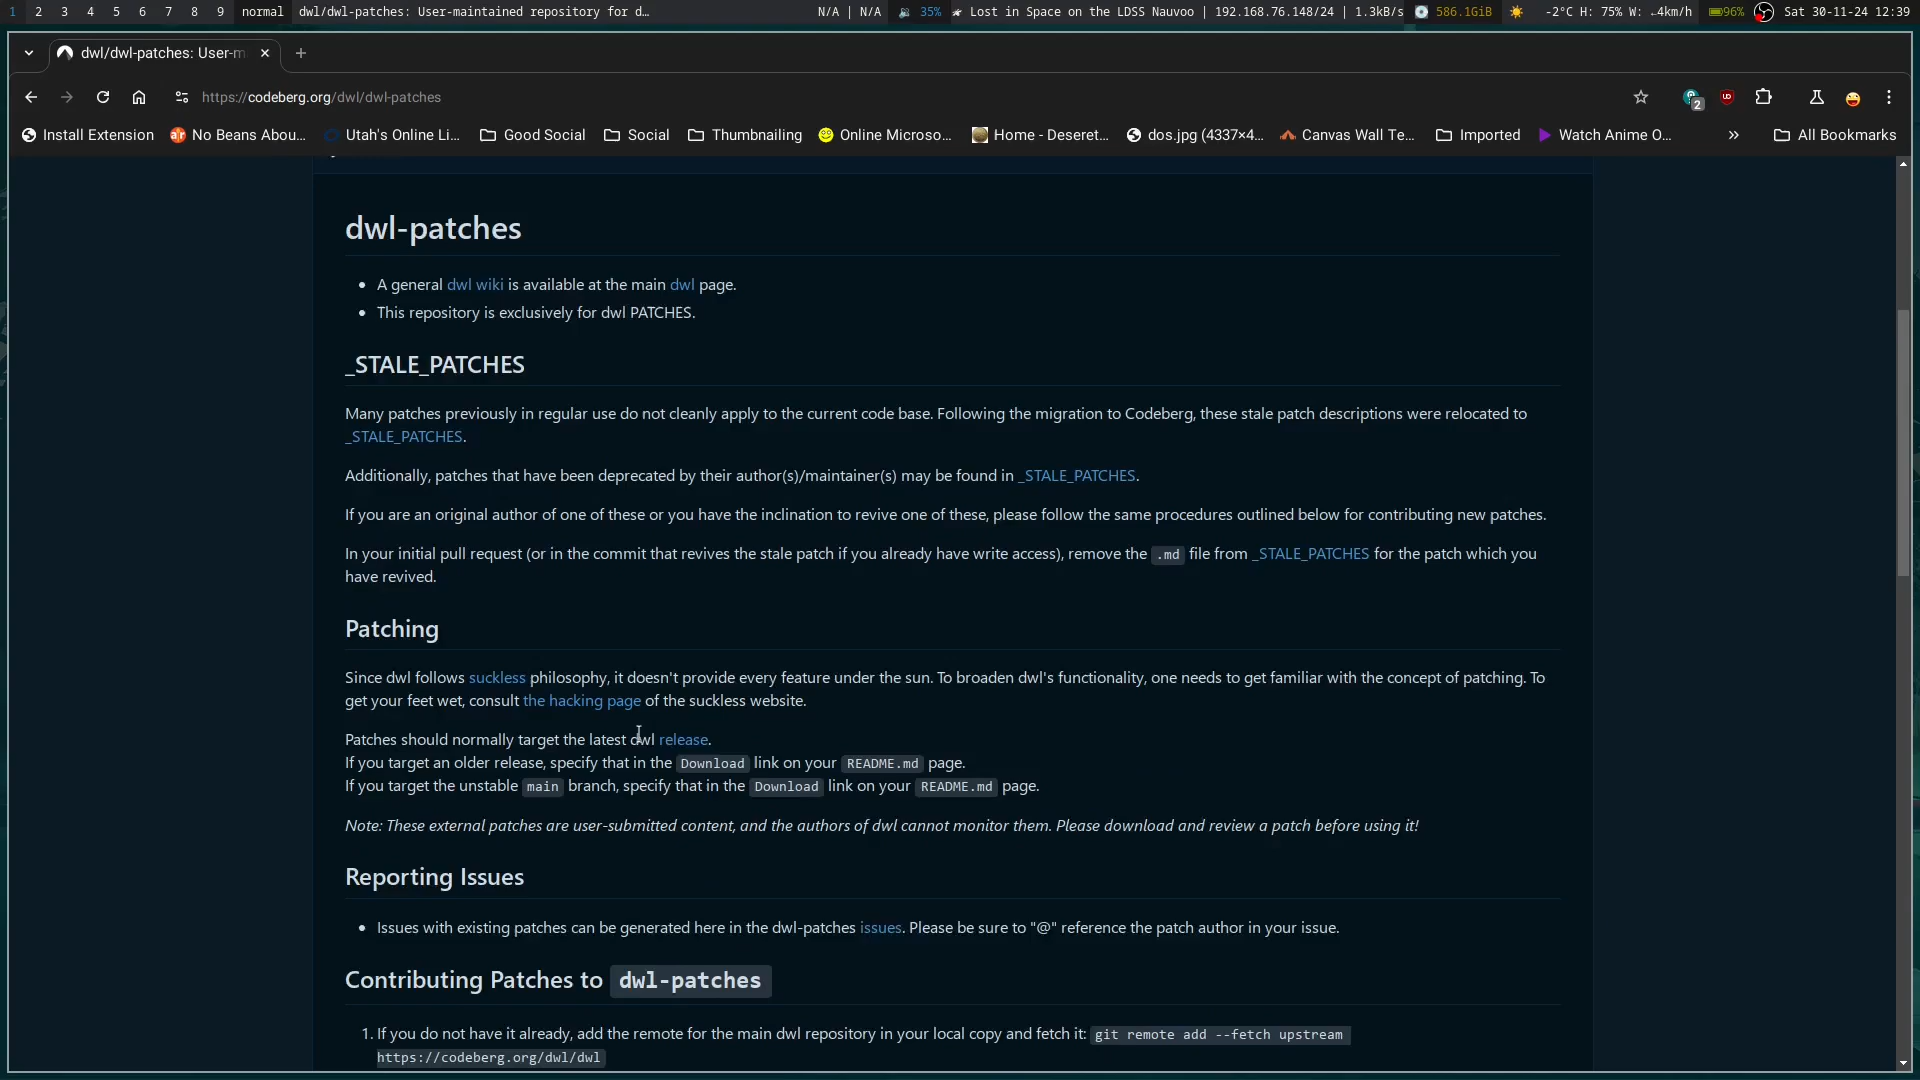 1 2 3 4 5 6 7 8 9 normal dwl/dwl-patches: User-maintained repository for d… N/A | N/A 35% Lost in Space on the LDSS Nauvoo | 192.168.76.148/24 | 1.3kB/s 586.1GiB -2°C H: 75% W: ←4km/h 96% Sat 30-11-24 12:39
dwl/dwl-patches: User-m
https://codeberg.org/dwl/dwl-patches 2
Install Extension No Beans Abou... Utah's Online Li... Good Social Social Thumbnailing Online Microso... Home - Deseret... dos.jpg (4337×4... Canvas Wall Te... Imported Watch Anime O... » All Bookmarks
dwl-patches
• A general dwl wiki is available at the main dwl page.
• This repository is exclusively for dwl PATCHES.
_STALE_PATCHES
Many patches previously in regular use do not cleanly apply to the current code base. Following the migration to Codeberg, these stale patch descriptions were relocated to
_STALE_PATCHES.
Additionally, patches that have been deprecated by their author(s)/maintainer(s) may be found in _STALE_PATCHES.
If you are an original author of one of these or you have the inclination to revive one of these, please follow the same procedures outlined below for contributing new patches.
In your initial pull request (or in the commit that revives the stale patch if you already have write access), remove the .md file from _STALE_PATCHES for the patch which you
have revived.
Patching
Since dwl follows suckless philosophy, it doesn't provide every feature under the sun. To broaden dwl's functionality, one needs to get familiar with the concept of patching. To
get your feet wet, consult the hacking page of the suckless website.
Patches should normally target the latest dwl release.
If you target an older release, specify that in the Download link on your README.md page.
If you target the unstable main branch, specify that in the Download link on your README.md page.
Note: These external patches are user-submitted content, and the authors of dwl cannot monitor them. Please download and review a patch before using it!
Reporting Issues
• Issues with existing patches can be generated here in the dwl-patches issues. Please be sure to "@" reference the patch author in your issue.
Contributing Patches to dwl-patches
1. If you do not have it already, add the remote for the main dwl repository in your local copy and fetch it: git remote add --fetch upstream
https://codeberg.org/dwl/dwl